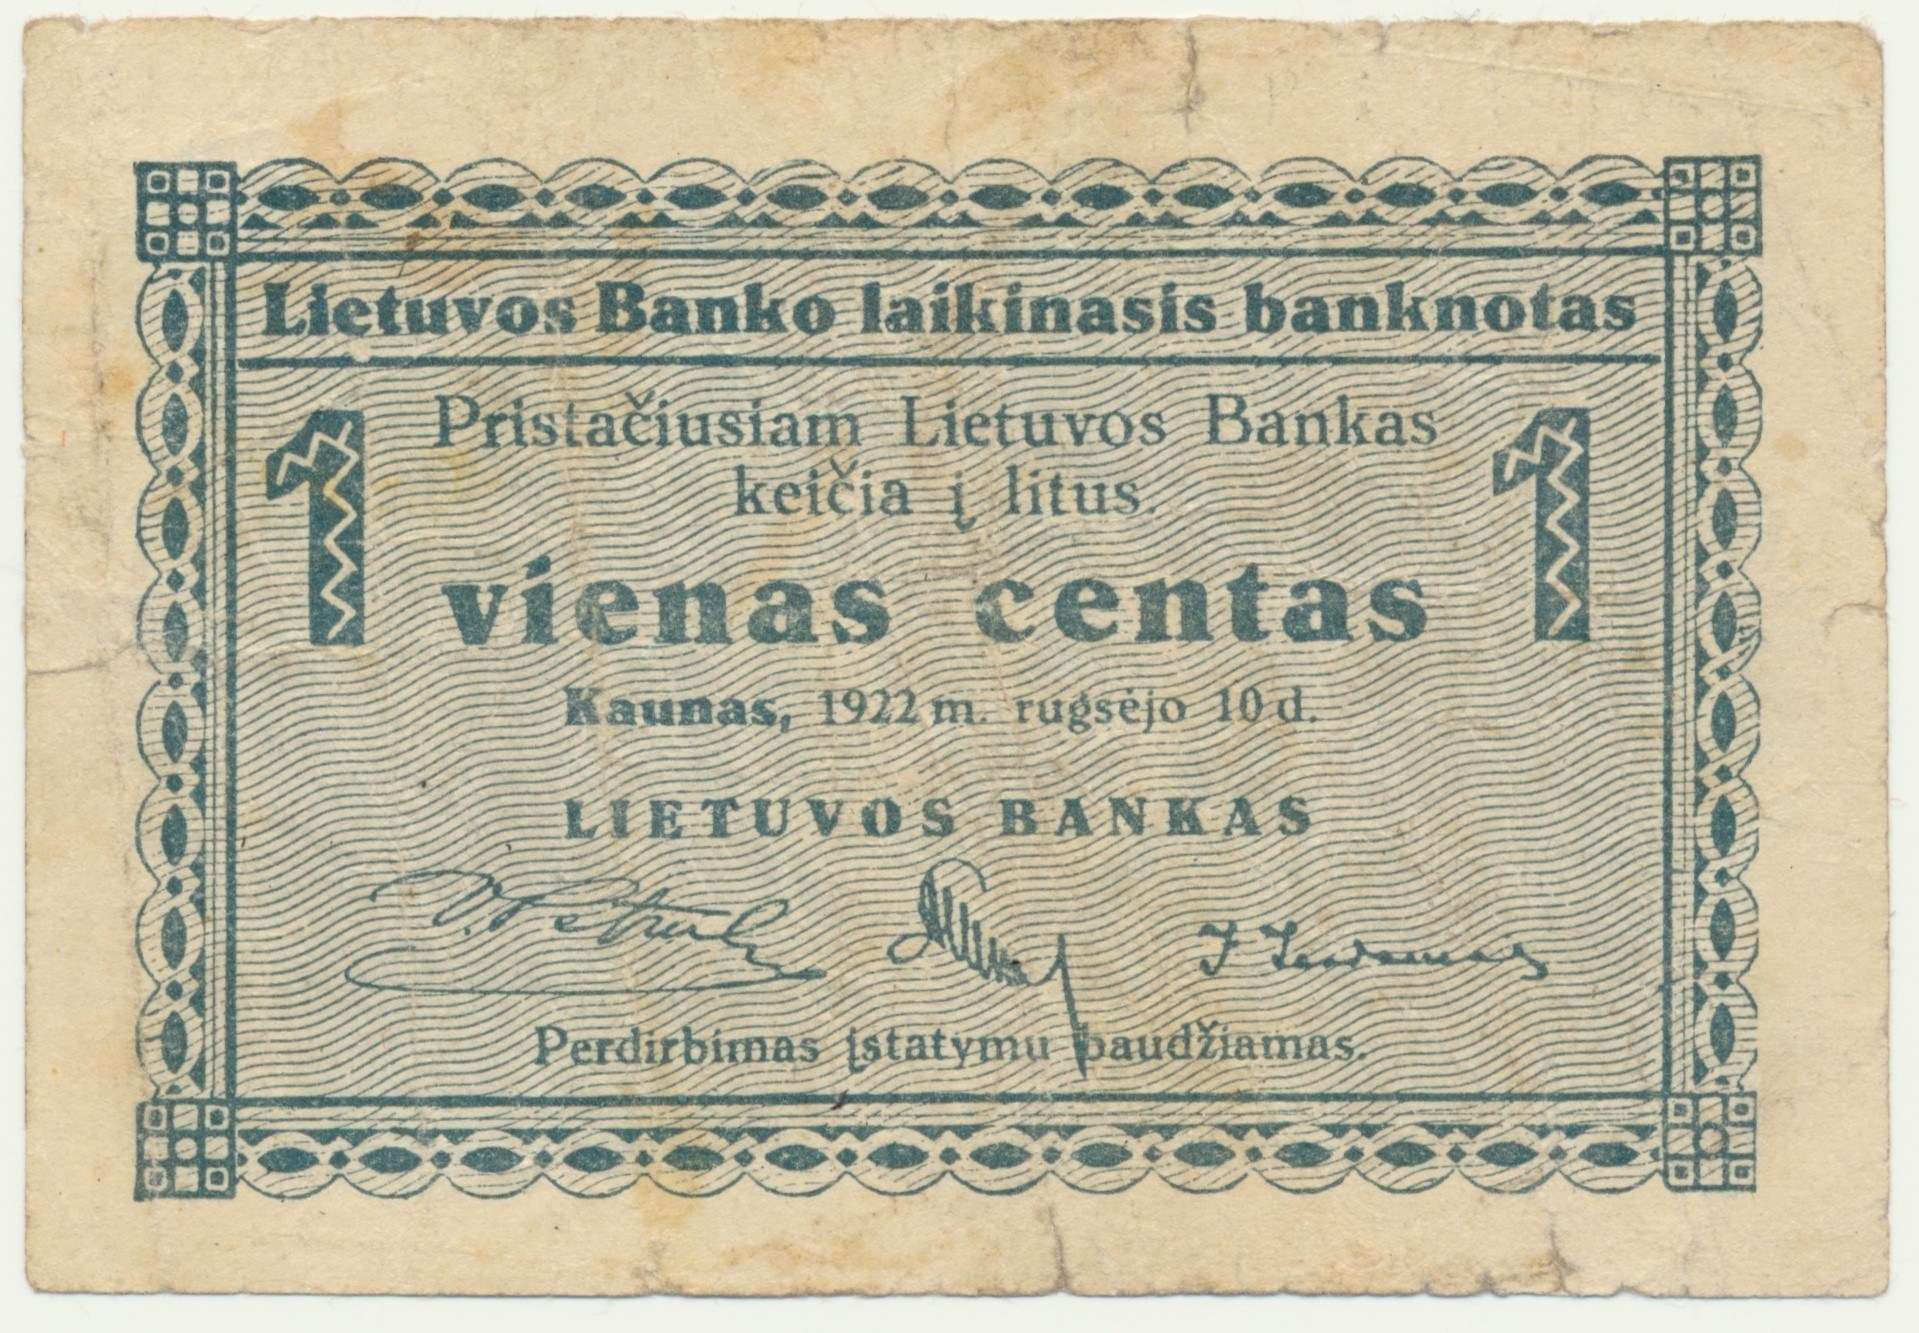 Lietuvos Banko laikinasis banknotas
1 Pristačiusiam Lietuvos Bankas 1
keičia į litus.
vienas centas
Kaunas, 1922 m. rugsėjo 10 d.
LIETUVOS BANKAS
V. Petrulis
Perdirbimas įstatymu baudžiamas.